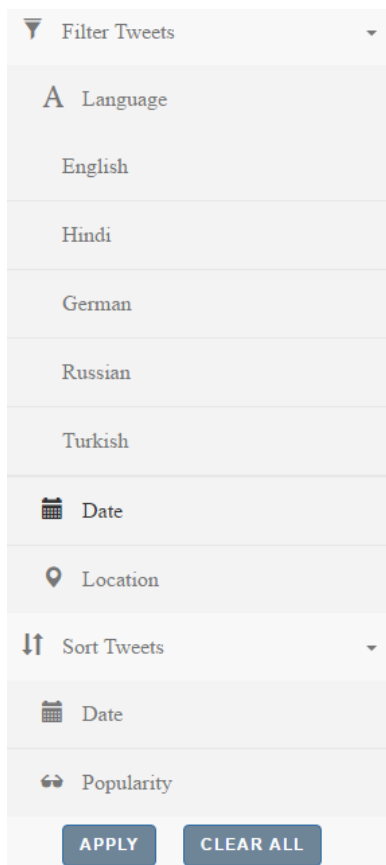 Filter Tweets
A Language
English
Hindi
German
Russian
Turkish
Date
Location
Sort Tweets
Date
Popularity
APPLY CLEAR ALL